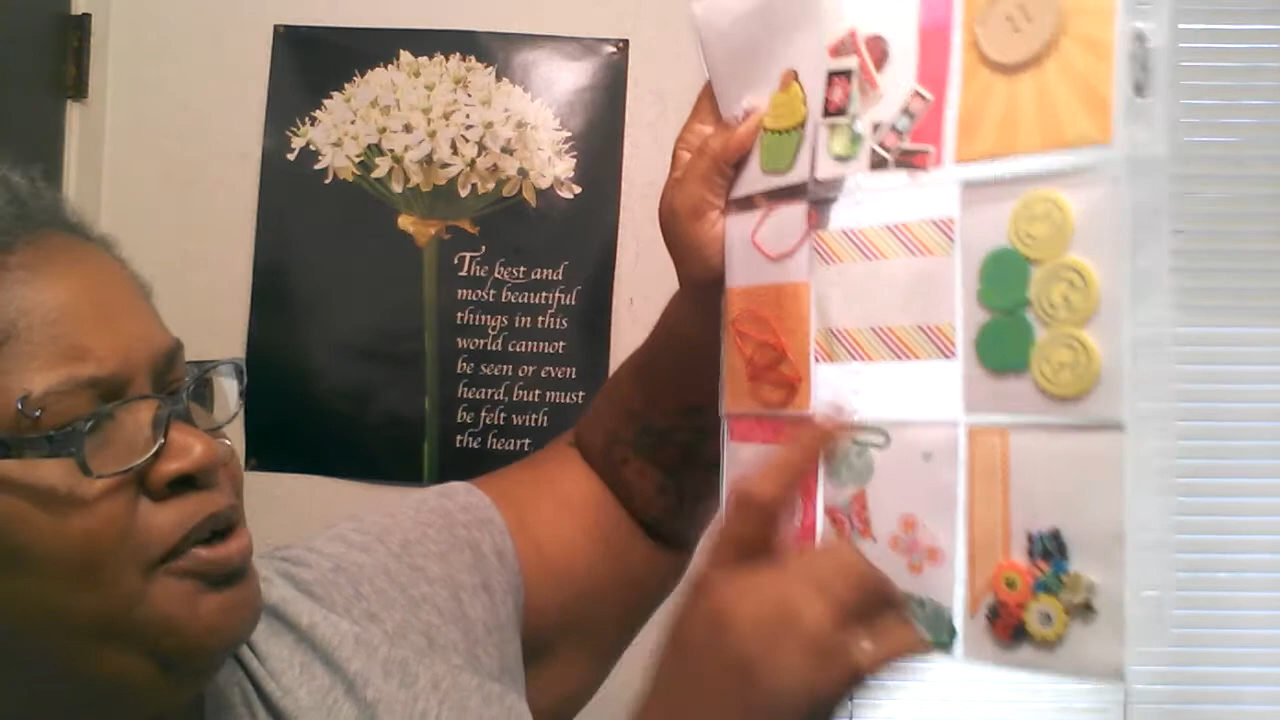 The best and
most beautiful
things in this
world cannot
be seen or even
heard, but must
be felt with
the heart.